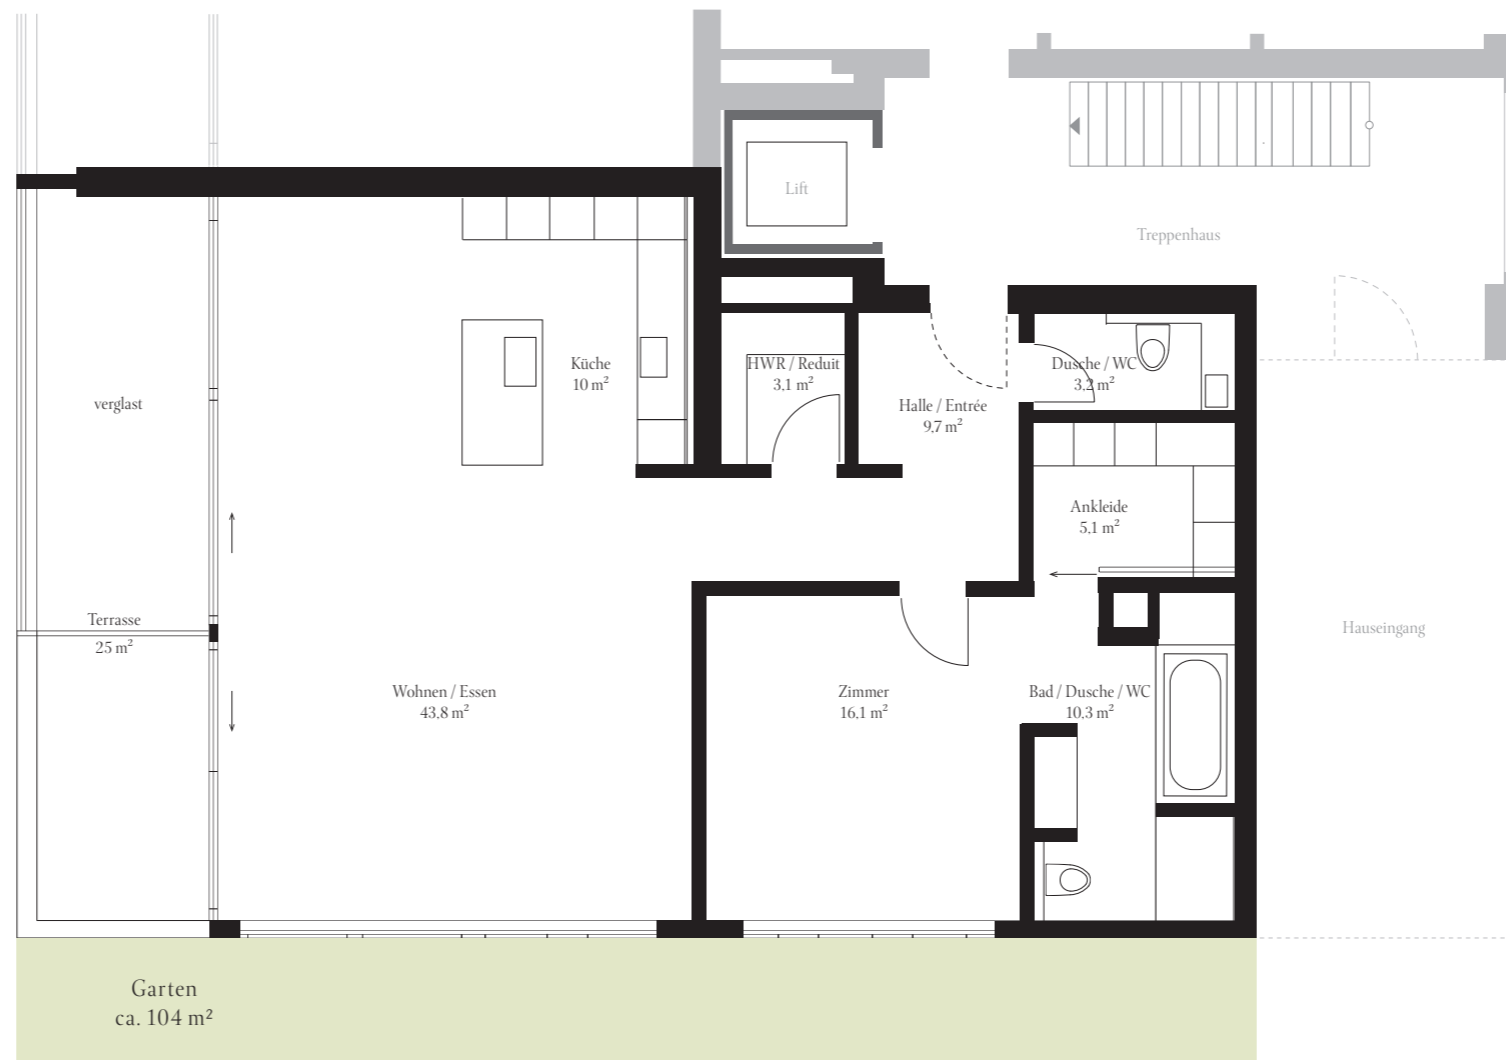 Lift
Treppenhaus
Küche
10 m²
HWR / Reduit
3,1 m²
Dusche / WC
3,2 m²
verglast
Halle / Entrée
9,7 m²
Ankleide
5,1 m²
Terrasse
25 m²
Hauseingang
Wohnen / Essen
43,8 m²
Zimmer
16,1 m²
Bad / Dusche / WC
10,3 m²
Garten
ca. 104 m²